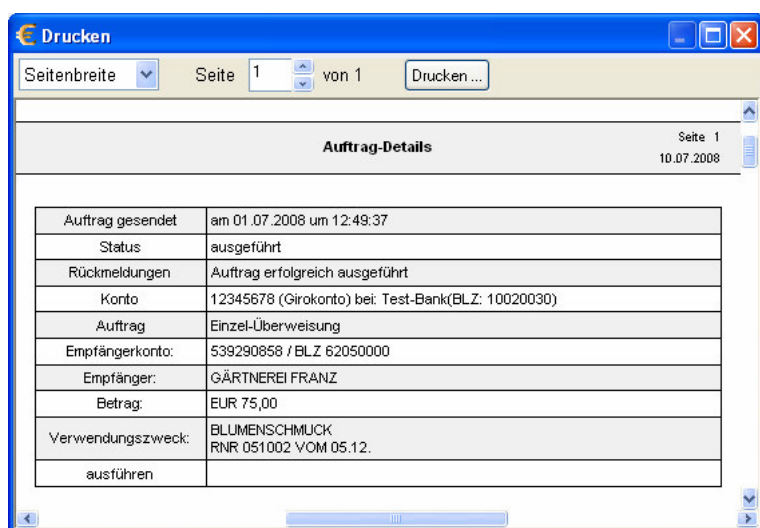 Drucken
Seitenbreite Seite 1 von 1 Drucken ...
Auftrag-Details Seite 1
10.07.2008
Auftrag gesendet am 01.07.2008 um 12:49:37
Status ausgeführt
Rückmeldungen Auftrag erfolgreich ausgeführt
Konto 12345678 (Girokonto) bei: Test-Bank(BLZ: 10020030)
Auftrag Einzel-Überweisung
Empfängerkonto: 539290858 / BLZ 62050000
Empfänger: GÄRTNEREI FRANZ
Betrag: EUR 75,00
Verwendungszweck: BLUMENSCHMUCK
RNR 051002 VOM 05.12.
ausführen